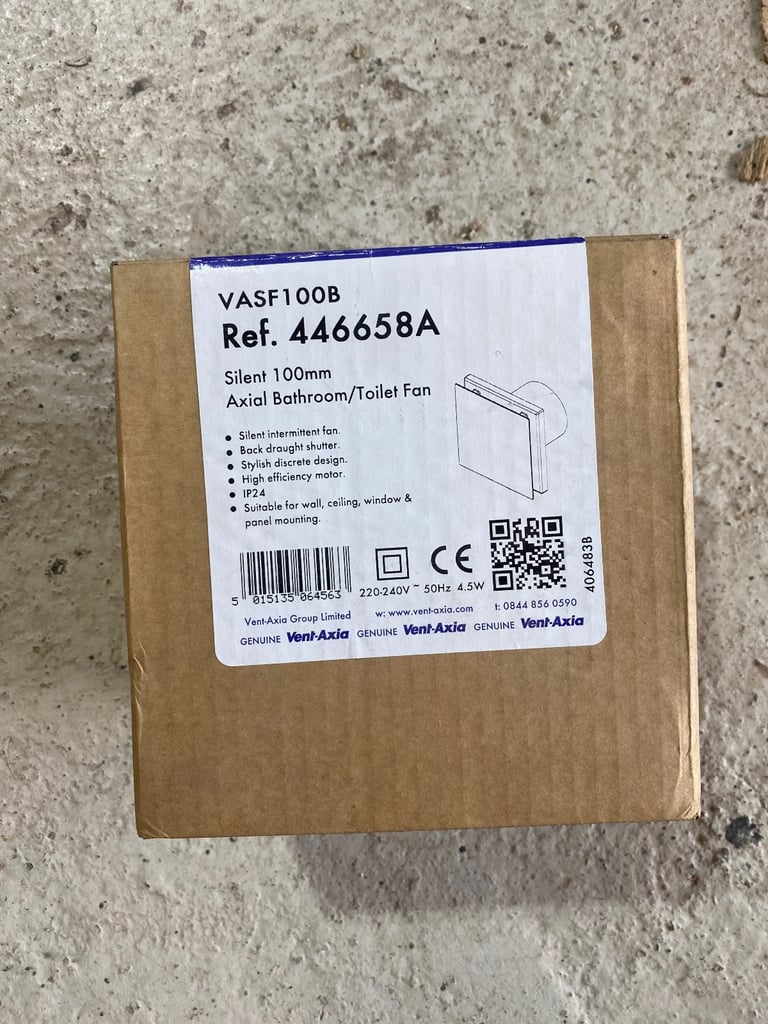 VASF100B
Ref. 446658A
Silent 100mm
Axial Bathroom/Toilet Fan
• Silent intermittent fan.
• Back draught shutter.
• Stylish discrete design.
• High efficiency motor.
• IP24
• Suitable for wall, ceiling, window &
panel mounting.
5 015135 064563
CE
220-240V ~ 50Hz 4.5W
406483B
Vent-Axia Group Limited w: www.vent-axia.com t: 0844 856 0590
GENUINE Vent-Axia GENUINE Vent-Axia GENUINE Vent-Axia